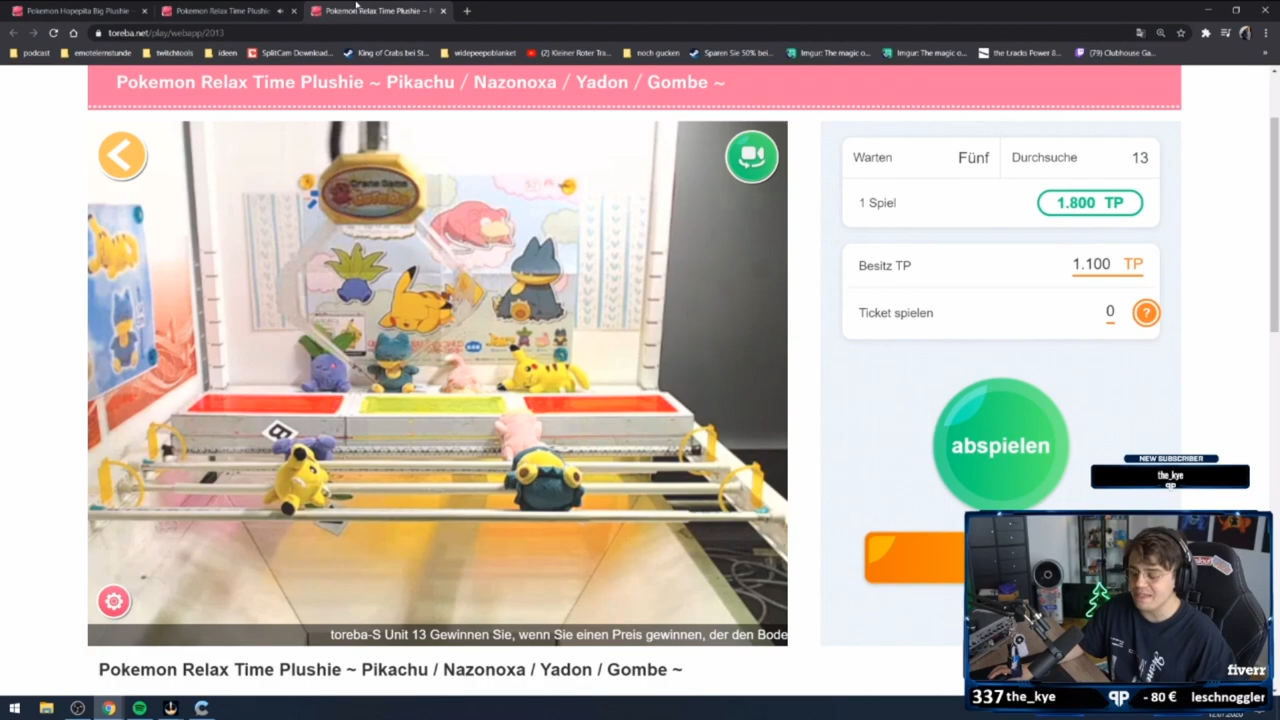 Pokemon Hopepita Big Plushie
Pokemon Relax Time Plushie
Pokemon Relax Time Plushie ~ P
toreba.net/play/webapp/2013
podcast
emotelernstunde
twitchtools
ideen
SplitCam Download...
King of Crabs bei St...
widepeepoblanket
(2) Kleiner Roter Tra...
noch gucken
Sparen Sie 50% bei...
Imgur: The magic o...
Imgur: The magic o...
the t.racks Power 8...
(79) Clubhouse Ga...
Pokemon Relax Time Plushie ~ Pikachu / Nazonoxa / Yadon / Gombe ~
Warten Fünf Durchsuche 13
1 Spiel 1.800 TP
Besitz TP 1.100 TP
Ticket spielen 0 ?
Crane Game
B
abspielen
NEW SUBSCRIBER
the_kye
toreba-S Unit 13 Gewinnen Sie, wenn Sie einen Preis gewinnen, der den Bode
Pokemon Relax Time Plushie ~ Pikachu / Nazonoxa / Yadon / Gombe ~
fiverr
337 the_kye - 80 € leschnoggler